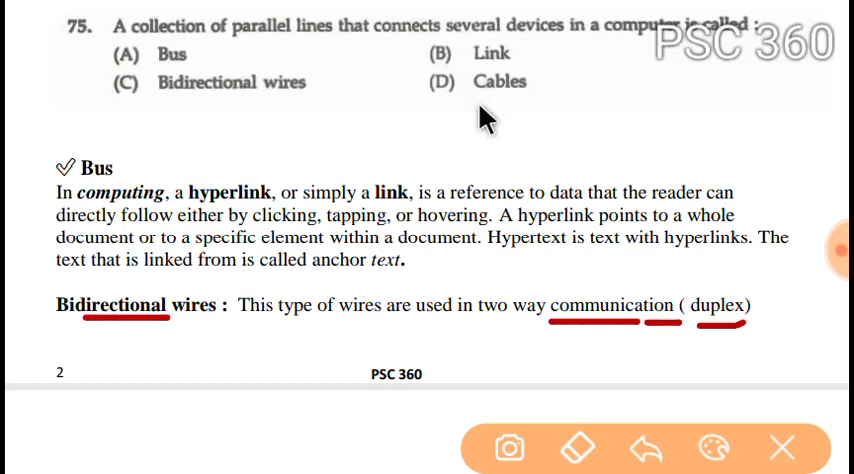 75. A collection of parallel lines that connects several devices in a computer is called :
PSC 360
(A) Bus
(B) Link
(C) Bidirectional wires
(D) Cables
Bus
In computing, a hyperlink, or simply a link, is a reference to data that the reader can
directly follow either by clicking, tapping, or hovering. A hyperlink points to a whole
document or to a specific element within a document. Hypertext is text with hyperlinks. The
text that is linked from is called anchor text.
Bidirectional wires : This type of wires are used in two way communication ( duplex)
2
PSC 360